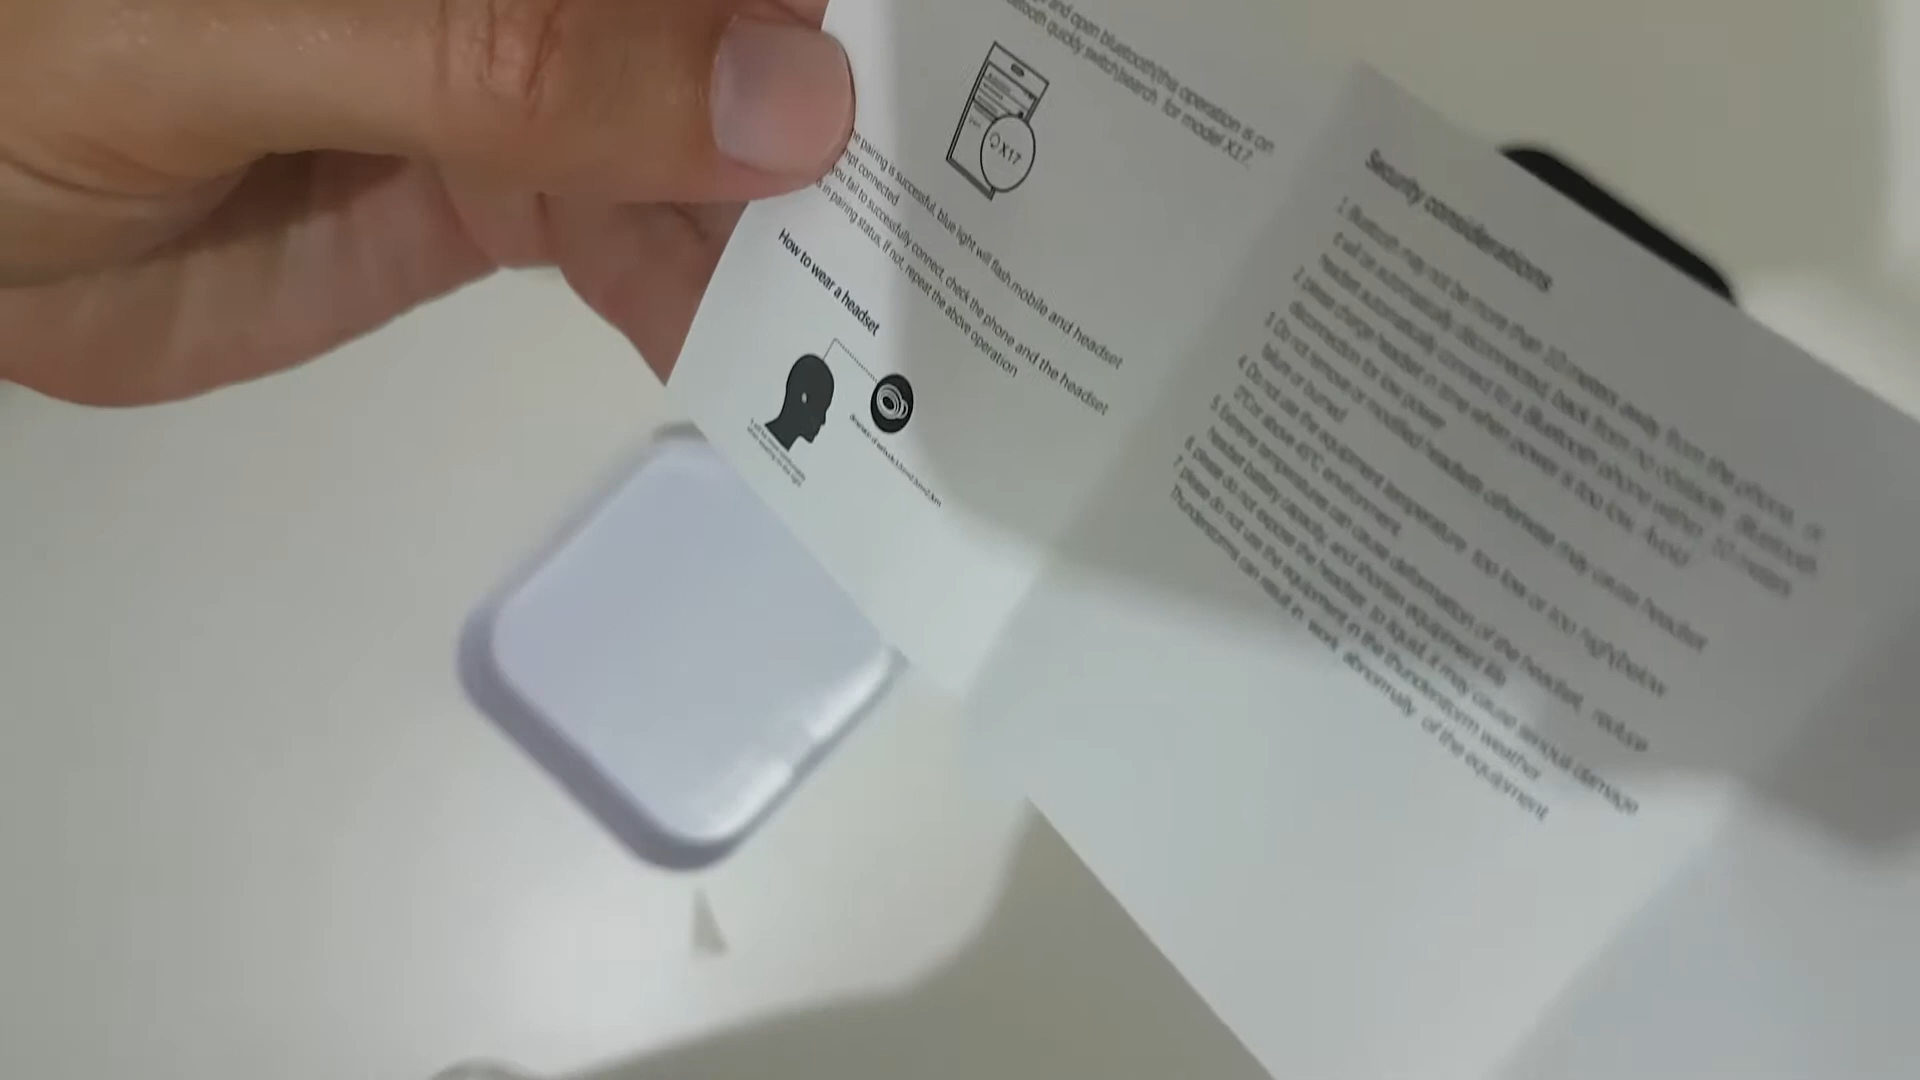 and open bluetooth(this operation is on
quickly switch)search for model X17.
X17
pairing is successful, blue light will flash.mobile and headset
connected
you fail to successfully connect, check the phone and the headset
in pairing status, if not, repeat the above operation
How to wear a headset
Security considerations
1 Bluetooth may not be more than 10 meters away from the phone, or
it will be automatically disconnected, back from no obstacle Bluetooth
headset automatically connect to a Bluetooth phone within 10 meters
2 please charge headset in time when power is too low. Avoid
disconnection for low power
3 Do not remove or modified headsets otherwise may cause headset
failure or burned
4 Do not use the equipment temperature top low or too high(below
or above 45°C environment
5 Extreme temperatures can cause deformation of the headset, reduce
headset battery capacity, and shorten equipment life
6 please do not expose the headset to liquid, it may cause serious damage
7 please do not use the equipment in the thunderstorm weather
Thunderstorms can result in work abnormally of the equipment